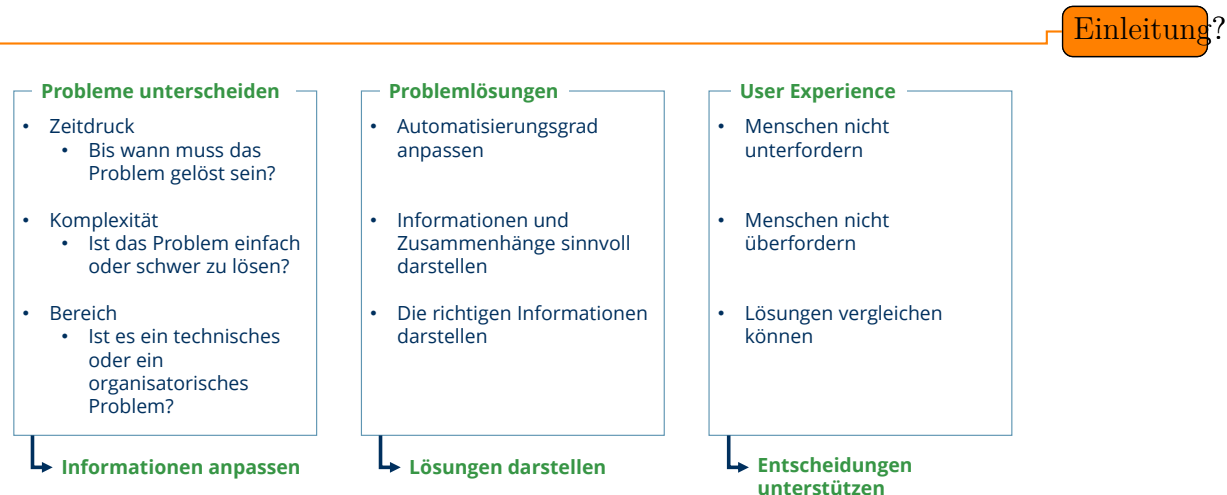 Einleitung?
Probleme unterscheiden
• Zeitdruck
• Bis wann muss das
Problem gelöst sein?
• Komplexität
• Ist das Problem einfach
oder schwer zu lösen?
• Bereich
• Ist es ein technisches
oder ein
organisatorisches
Problem?
Informationen anpassen
Problemlösungen
• Automatisierungsgrad
anpassen
• Informationen und
Zusammenhänge sinnvoll
darstellen
• Die richtigen Informationen
darstellen
Lösungen darstellen
User Experience
• Menschen nicht
unterfordern
• Menschen nicht
überfordern
• Lösungen vergleichen
können
Entscheidungen
unterstützen